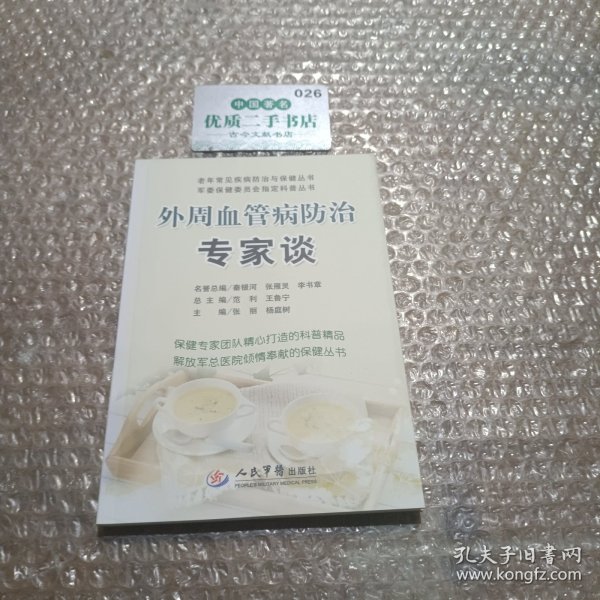 026
中国著名
优质二手书店
古今文献书店
老年常见疾病防治与保健丛书
军委保健委员会指定科普丛书
外周血管病防治
专家谈
名誉总编/秦银河 张雁灵 李书章
总主编/范利 王鲁宁
主编/张丽 杨庭树
保健专家团队精心打造的科普精品
解放军总医院倾情奉献的保健丛书
人民军医出版社
PEOPLE'S MILITARY MEDICAL PRESS
孔夫子旧书网
www.kongfz.com